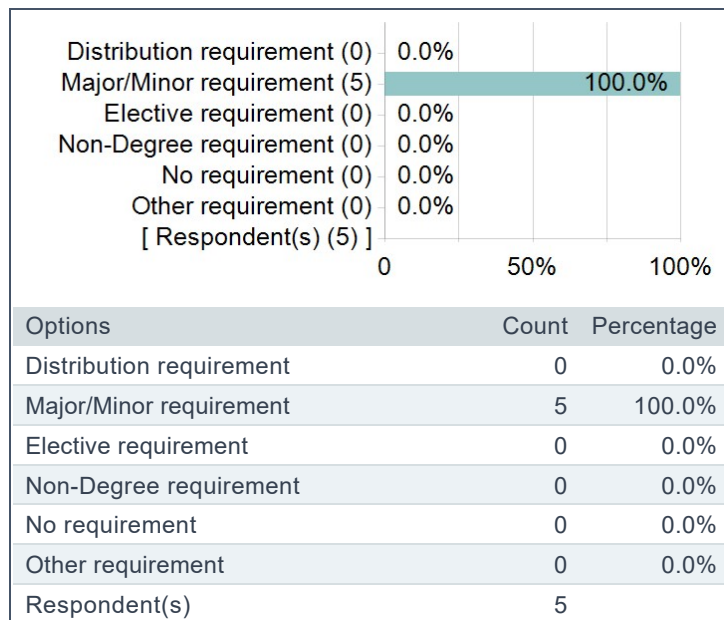 Distribution requirement (0) 0.0%
Major/Minor requirement (5) 100.0%
Elective requirement (0) 0.0%
Non-Degree requirement (0) 0.0%
No requirement (0) 0.0%
Other requirement (0) 0.0%
[ Respondent(s) (5) ]
0 50% 100%
Options Count Percentage
Distribution requirement 0 0.0%
Major/Minor requirement 5 100.0%
Elective requirement 0 0.0%
Non-Degree requirement 0 0.0%
No requirement 0 0.0%
Other requirement 0 0.0%
Respondent(s) 5